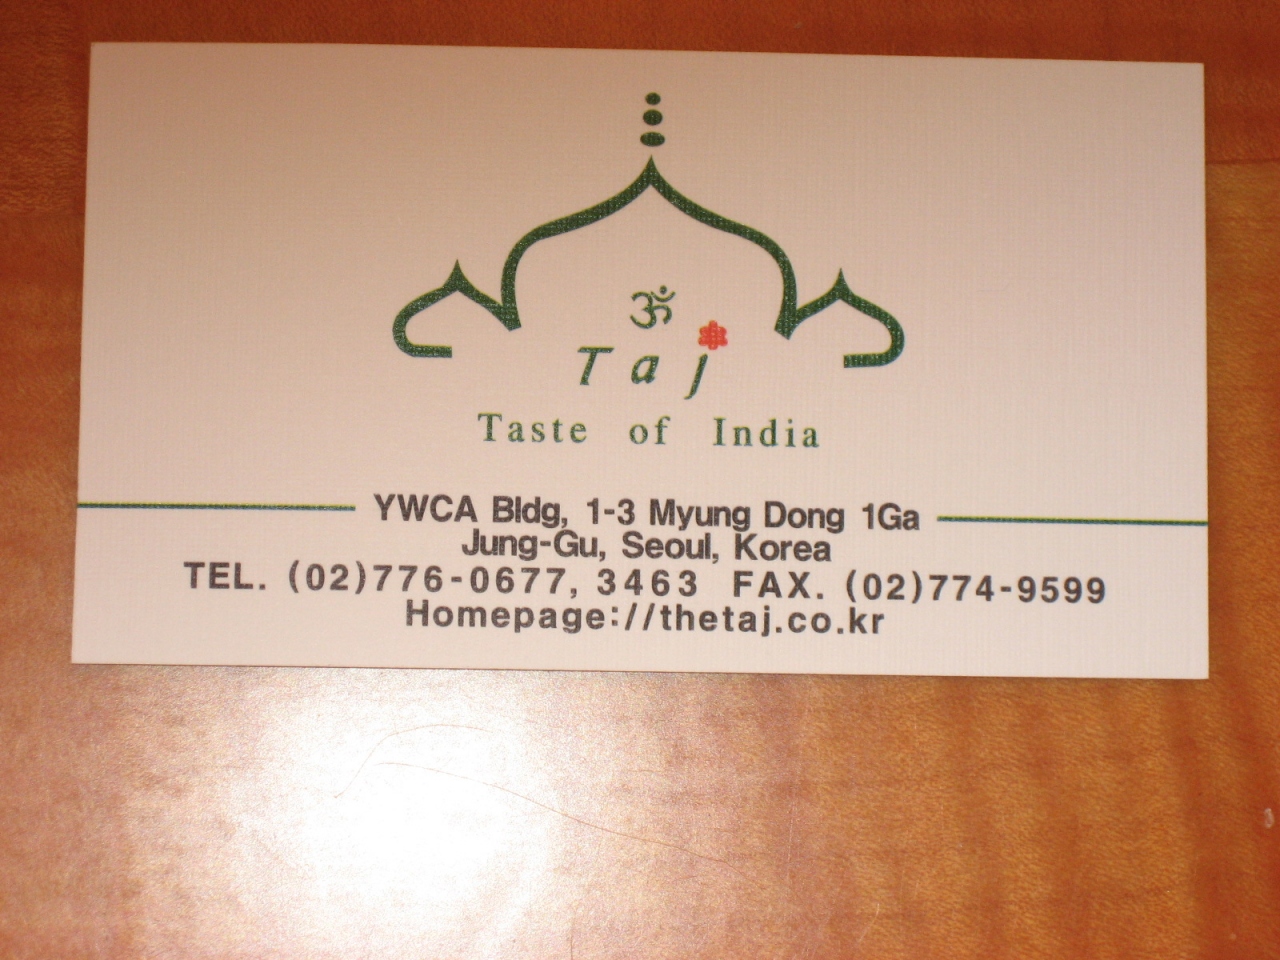 ॐ
Taj
Taste of India
YWCA Bldg, 1-3 Myung Dong 1Ga
Jung-Gu, Seoul, Korea
TEL. (02)776-0677, 3463 FAX. (02)774-9599
Homepage://thetaj.co.kr